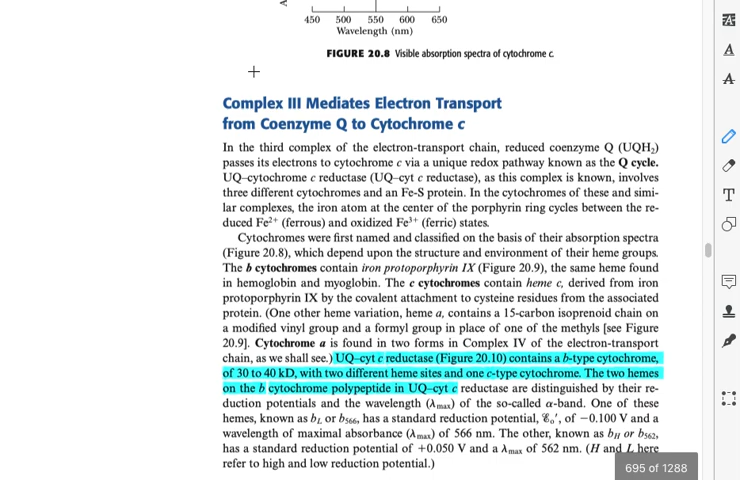 450 500 550 600 650
Wavelength (nm)
FIGURE 20.8 Visible absorption spectra of cytochrome c.
Complex III Mediates Electron Transport
from Coenzyme Q to Cytochrome c
In the third complex of the electron-transport chain, reduced coenzyme Q (UQH₂)
passes its electrons to cytochrome c via a unique redox pathway known as the Q cycle.
UQ–cytochrome c reductase (UQ–cyt c reductase), as this complex is known, involves
three different cytochromes and an Fe-S protein. In the cytochromes of these and simi-
lar complexes, the iron atom at the center of the porphyrin ring cycles between the re-
duced Fe²⁺ (ferrous) and oxidized Fe³⁺ (ferric) states.
Cytochromes were first named and classified on the basis of their absorption spectra
(Figure 20.8), which depend upon the structure and environment of their heme groups.
The b cytochromes contain iron protoporphyrin IX (Figure 20.9), the same heme found
in hemoglobin and myoglobin. The c cytochromes contain heme c, derived from iron
protoporphyrin IX by the covalent attachment to cysteine residues from the associated
protein. (One other heme variation, heme a, contains a 15-carbon isoprenoid chain on
a modified vinyl group and a formyl group in place of one of the methyls [see Figure
20.9]. Cytochrome a is found in two forms in Complex IV of the electron-transport
chain, as we shall see.) UQ–cyt c reductase (Figure 20.10) contains a b-type cytochrome,
of 30 to 40 kD, with two different heme sites and one c-type cytochrome. The two hemes
on the b cytochrome polypeptide in UQ–cyt c reductase are distinguished by their re-
duction potentials and the wavelength (λmax) of the so-called α-band. One of these
hemes, known as bL or b566, has a standard reduction potential, ℰo′, of −0.100 V and a
wavelength of maximal absorbance (λmax) of 566 nm. The other, known as bH or b562,
has a standard reduction potential of +0.050 V and a λmax of 562 nm. (H and L here
refer to high and low reduction potential.)
695 of 1288